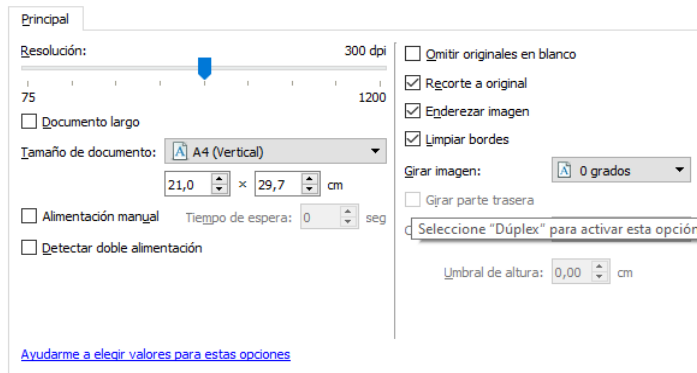 Principal
Resolución: 300 dpi
75 1200
Documento largo
Tamaño de documento: A4 (Vertical)
21,0 × 29,7 cm
Alimentación manual Tiempo de espera: 0 seg
Detectar doble alimentación
Ayudarme a elegir valores para estas opciones
Omitir originales en blanco
Recorte a original
Enderezar imagen
Limpiar bordes
Girar imagen: 0 grados
Girar parte trasera
Seleccione "Dúplex" para activar esta opción
Umbral de altura: 0,00 cm